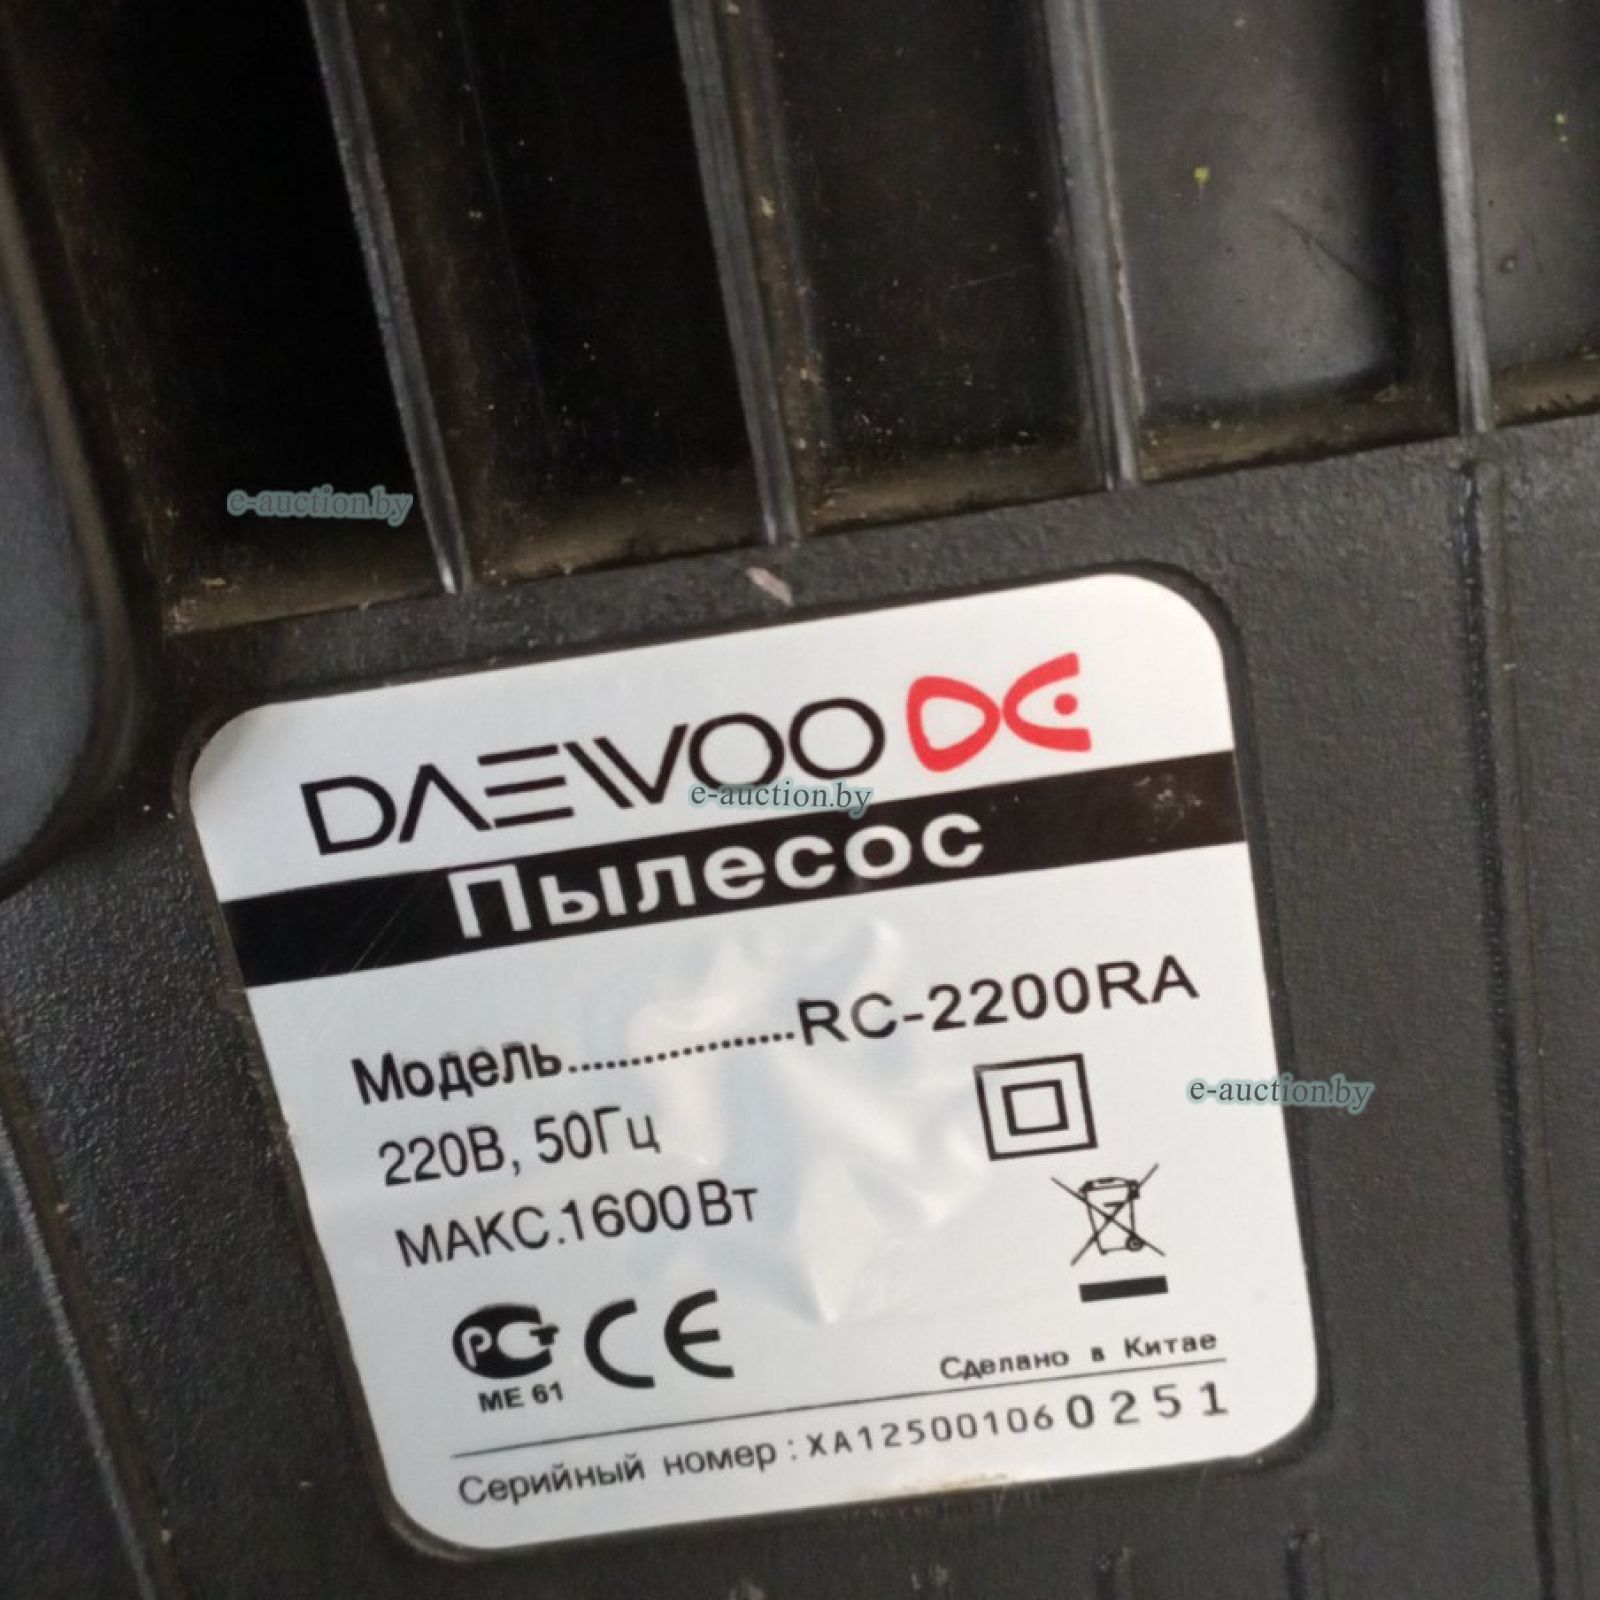 e-auction.by
DAEWOO DE
e-auction.by
Пылесос
Модель..................RC-2200RA
220В, 50Гц
e-auction.by
МАКС.1600Вт
РСТ CE
ME 61
Сделано в Китае
Серийный номер : XA125001060251